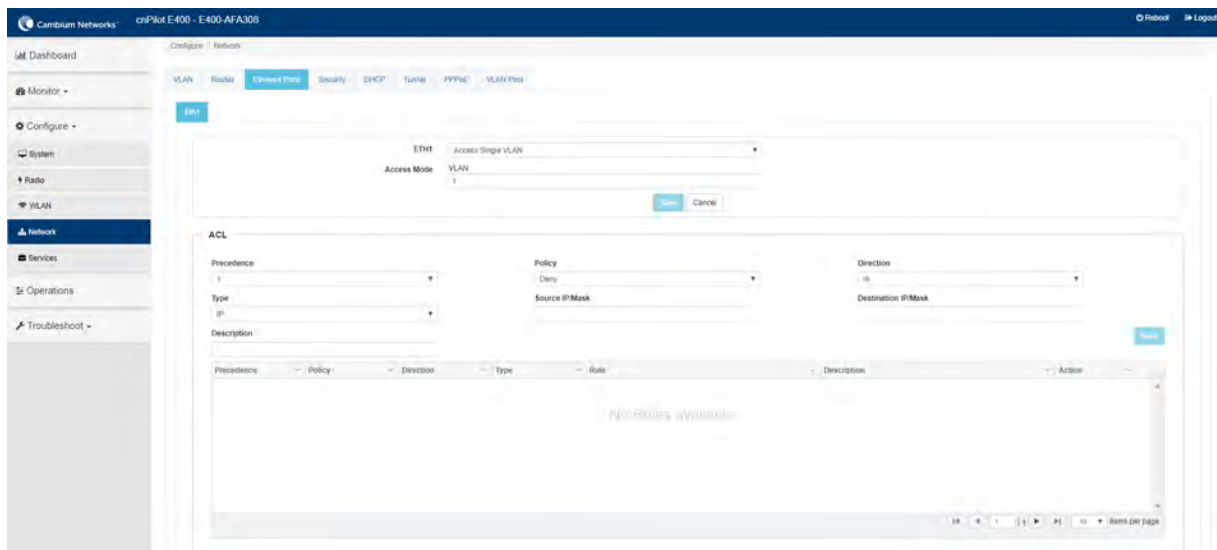 Cambium Networks™ cnPilot E400 - E400-AFA308 Reboot Logout
Dashboard
Monitor
Configure
System
Radio
WLAN
Network
Services
Operations
Troubleshoot
Configure / Network
VLAN Routes Ethernet Ports Security DHCP Tunnel PPPoE VLAN Pool
ETH1
ETH1 Access Single VLAN
Access Mode VLAN
1
Save Cancel
ACL
Precedence Policy Direction
1 Deny In
Type Source IP/Mask Destination IP/Mask
IP
Description
Save
Precedence Policy Direction Type Rule Description Action
No Rules available
1 10 items per page